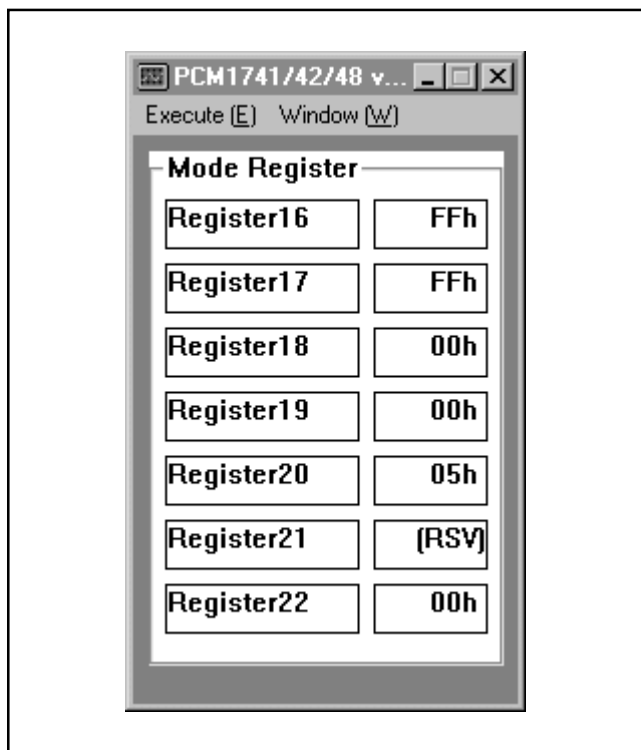 PCM1741/42/48 v...
Execute (E) Window (W)
Mode Register
Register16 FFh
Register17 FFh
Register18 00h
Register19 00h
Register20 05h
Register21 (RSV)
Register22 00h